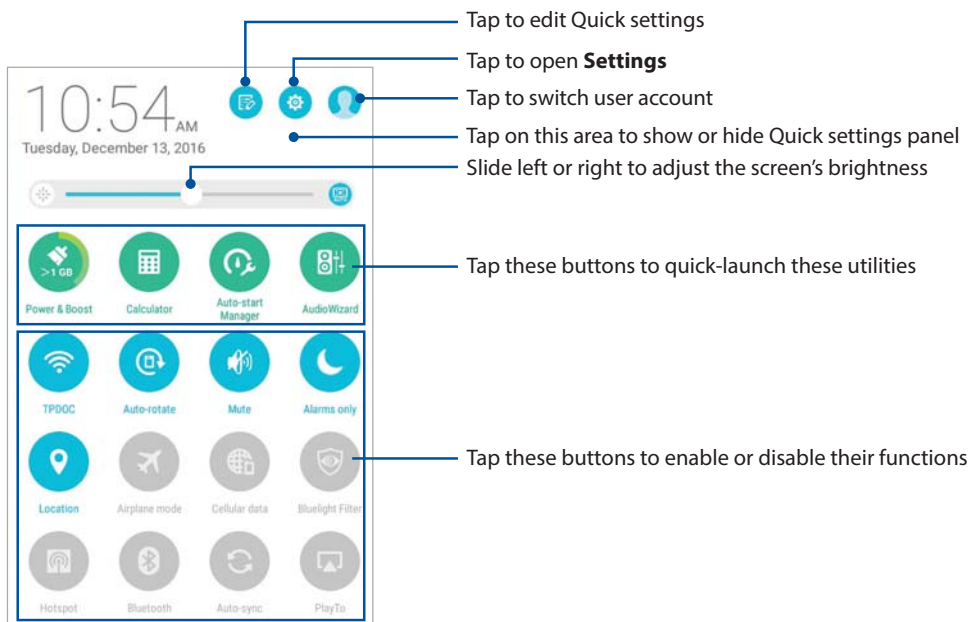 Tap to edit Quick settings
Tap to open Settings
Tap to switch user account
Tap on this area to show or hide Quick settings panel
Slide left or right to adjust the screen's brightness
10:54 AM
Tuesday, December 13, 2016
AUTO
>1 GB
Power & Boost
Calculator
Auto-start
Manager
AudioWizard
Tap these buttons to quick-launch these utilities
TPDOC
Auto-rotate
Mute
Alarms only
Location
Airplane mode
Cellular data
Bluelight Filter
Tap these buttons to enable or disable their functions
Hotspot
Bluetooth
Auto-sync
PlayTo